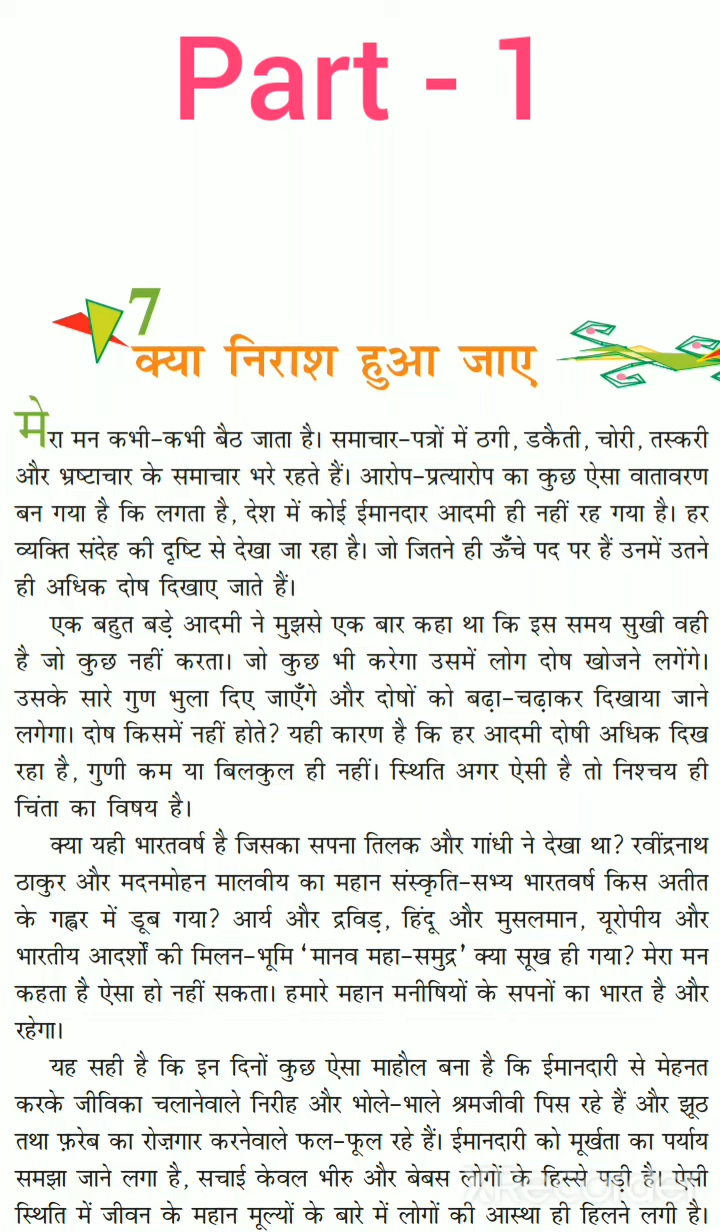 Part - 1
7
क्या निराश हुआ जाए
मेरा मन कभी-कभी बैठ जाता है। समाचार-पत्रों में ठगी, डकैती, चोरी, तस्करी
और भ्रष्टाचार के समाचार भरे रहते हैं। आरोप-प्रत्यारोप का कुछ ऐसा वातावरण
बन गया है कि लगता है, देश में कोई ईमानदार आदमी ही नहीं रह गया है। हर
व्यक्ति संदेह की दृष्टि से देखा जा रहा है। जो जितने ही ऊँचे पद पर हैं उनमें उतने
ही अधिक दोष दिखाए जाते हैं।
एक बहुत बड़े आदमी ने मुझसे एक बार कहा था कि इस समय सुखी वही
है जो कुछ नहीं करता। जो कुछ भी करेगा उसमें लोग दोष खोजने लगेंगे।
उसके सारे गुण भुला दिए जाएँगे और दोषों को बढ़ा-चढ़ाकर दिखाया जाने
लगेगा। दोष किसमें नहीं होते? यही कारण है कि हर आदमी दोषी अधिक दिख
रहा है, गुणी कम या बिलकुल ही नहीं। स्थिति अगर ऐसी है तो निश्चय ही
चिंता का विषय है।
क्या यही भारतवर्ष है जिसका सपना तिलक और गांधी ने देखा था? रवींद्रनाथ
ठाकुर और मदनमोहन मालवीय का महान संस्कृति-सभ्य भारतवर्ष किस अतीत
के गह्वर में डूब गया? आर्य और द्रविड़, हिंदू और मुसलमान, यूरोपीय और
भारतीय आदर्शों की मिलन-भूमि ‘मानव महा-समुद्र’ क्या सूख ही गया? मेरा मन
कहता है ऐसा हो नहीं सकता। हमारे महान मनीषियों के सपनों का भारत है और
रहेगा।
यह सही है कि इन दिनों कुछ ऐसा माहौल बना है कि ईमानदारी से मेहनत
करके जीविका चलानेवाले निरीह और भोले-भाले श्रमजीवी पिस रहे हैं और झूठ
तथा फ़रेब का रोज़गार करनेवाले फल-फूल रहे हैं। ईमानदारी को मूर्खता का पर्याय
समझा जाने लगा है, सचाई केवल भीरु और बेबस लोगों के हिस्से पड़ी है। ऐसी
स्थिति में जीवन के महान मूल्यों के बारे में लोगों की आस्था ही हिलने लगी है।
XRecorder